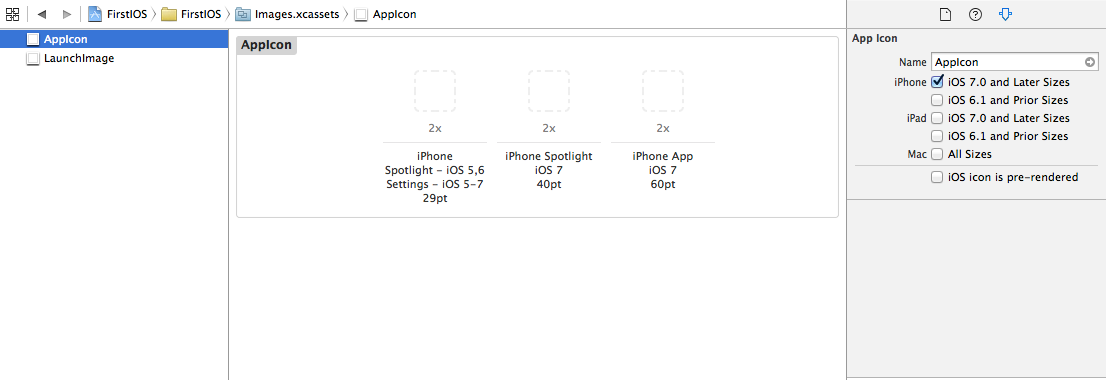 FirstIOS FirstIOS Images.xcassets AppIcon
AppIcon
LaunchImage
AppIcon
2x 2x 2x
iPhone
Spotlight – iOS 5,6
Settings – iOS 5–7
29pt
iPhone Spotlight
iOS 7
40pt
iPhone App
iOS 7
60pt
App Icon
Name AppIcon
iPhone iOS 7.0 and Later Sizes
iOS 6.1 and Prior Sizes
iPad iOS 7.0 and Later Sizes
iOS 6.1 and Prior Sizes
Mac All Sizes
iOS icon is pre-rendered